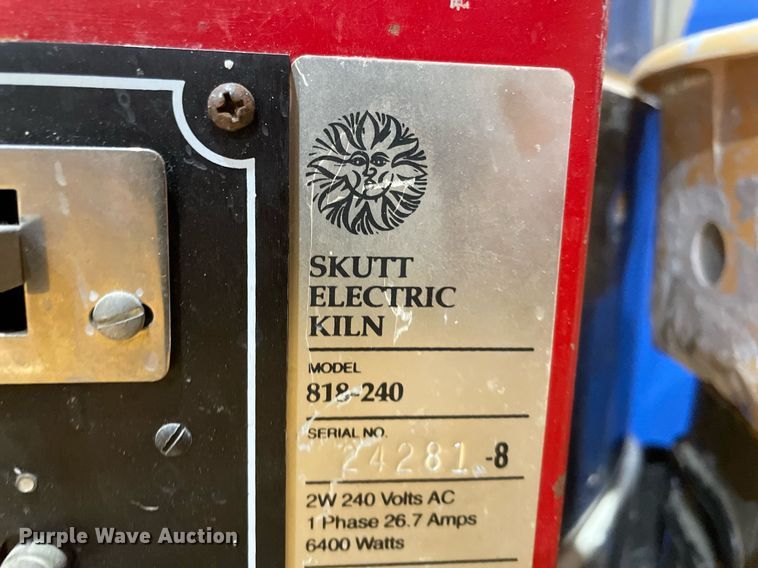 SKUTT
ELECTRIC
KILN
MODEL
818-240
SERIAL NO.
24281 -8
2W 240 Volts AC
1 Phase 26.7 Amps
6400 Watts
Purple Wave Auction